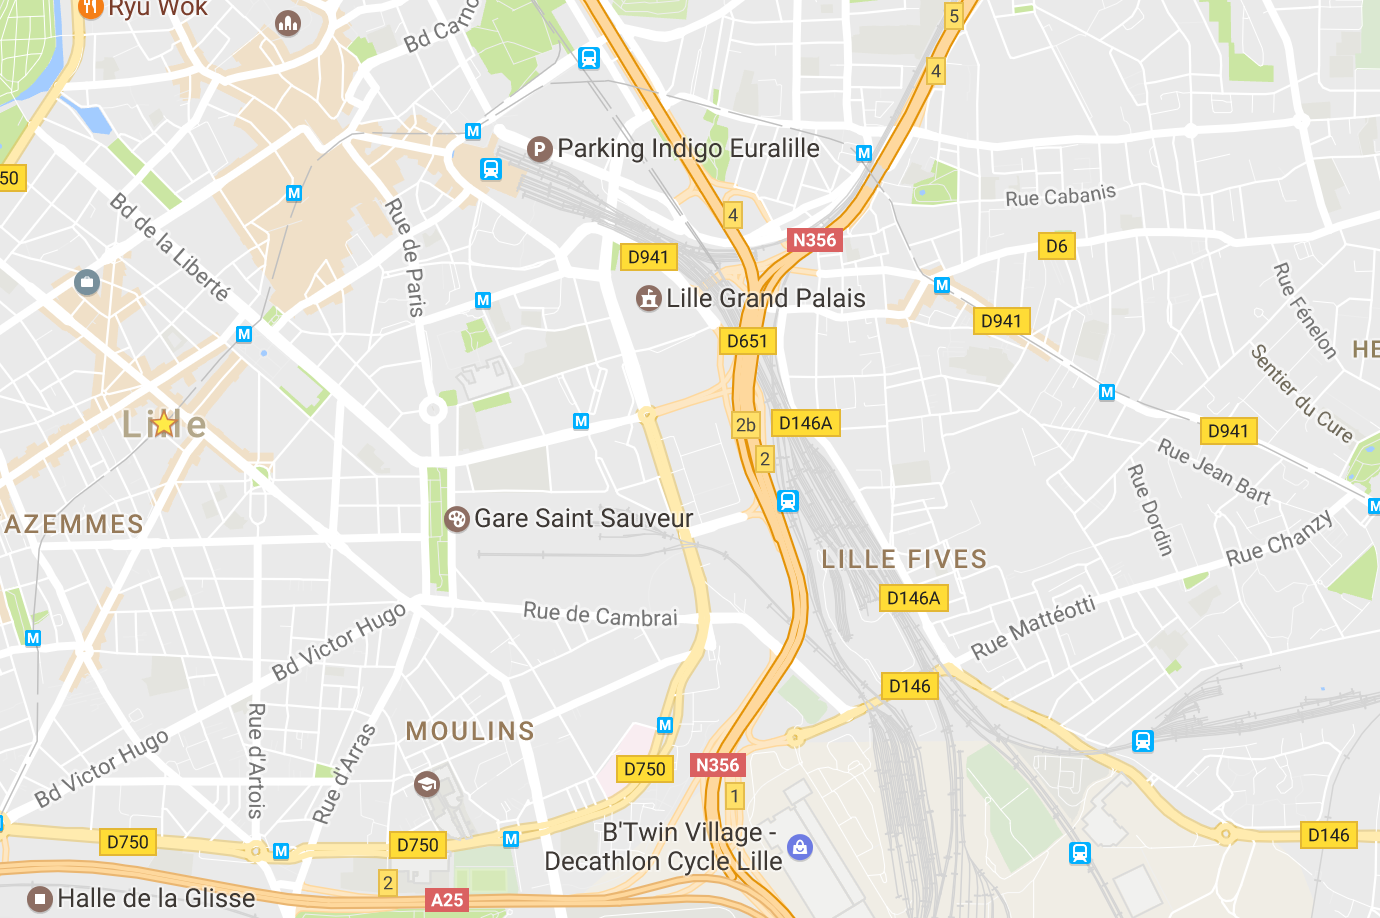 Ryu Wok
Bd Carno
5
4
M
P Parking Indigo Euralille
M
50
M
Rue Cabanis
Bd de la Liberté
Rue de Paris
4
N356
D6
D941
M
Lille Grand Palais
M
Rue Fénelon
D941
M
D651
HE
Sentier du Cure
M
Lille
M
2b
D146A
D941
2
Rue Jean Bart
Rue Dordin
M
AZEMMES
Gare Saint Sauveur
Rue Chanzy
LILLE FIVES
D146A
Rue de Cambrai
Rue Mattéotti
Bd Victor Hugo
M
D146
MOULINS
M
Rue d'Artois
Rue d'Arras
Bd Victor Hugo
D750
N356
1
D750
D750
M
M
B'Twin Village -
Decathlon Cycle Lille
D146
2
A25
Halle de la Glisse